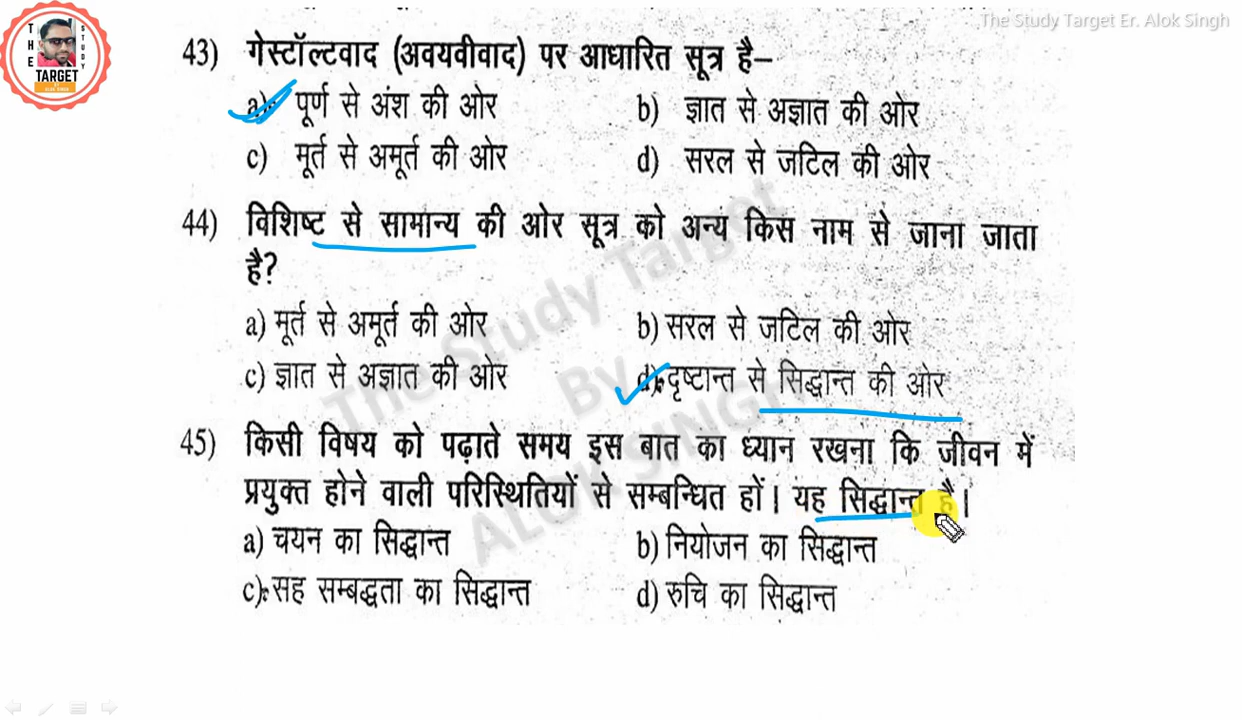 The Study Target Er. Alok Singh
THE TARGET STUDY
BY
ALOK SINGH
43) गेस्टॉल्टवाद (अवयवीवाद) पर आधारित सूत्र है–
a) पूर्ण से अंश की ओर b) ज्ञात से अज्ञात की ओर
c) मूर्त से अमूर्त की ओर d) सरल से जटिल की ओर
44) विशिष्ट से सामान्य की ओर सूत्र को अन्य किस नाम से जाना जाता
है?
a) मूर्त से अमूर्त की ओर b) सरल से जटिल की ओर
c) ज्ञात से अज्ञात की ओर d) दृष्टान्त से सिद्धान्त की ओर
45) किसी विषय को पढ़ाते समय इस बात का ध्यान रखना कि जीवन में
प्रयुक्त होने वाली परिस्थितियों से सम्बन्धित हों। यह सिद्धान्त है।
a) चयन का सिद्धान्त b) नियोजन का सिद्धान्त
c) सह सम्बद्धता का सिद्धान्त d) रुचि का सिद्धान्त
The Study Target
By
ALOK SINGH